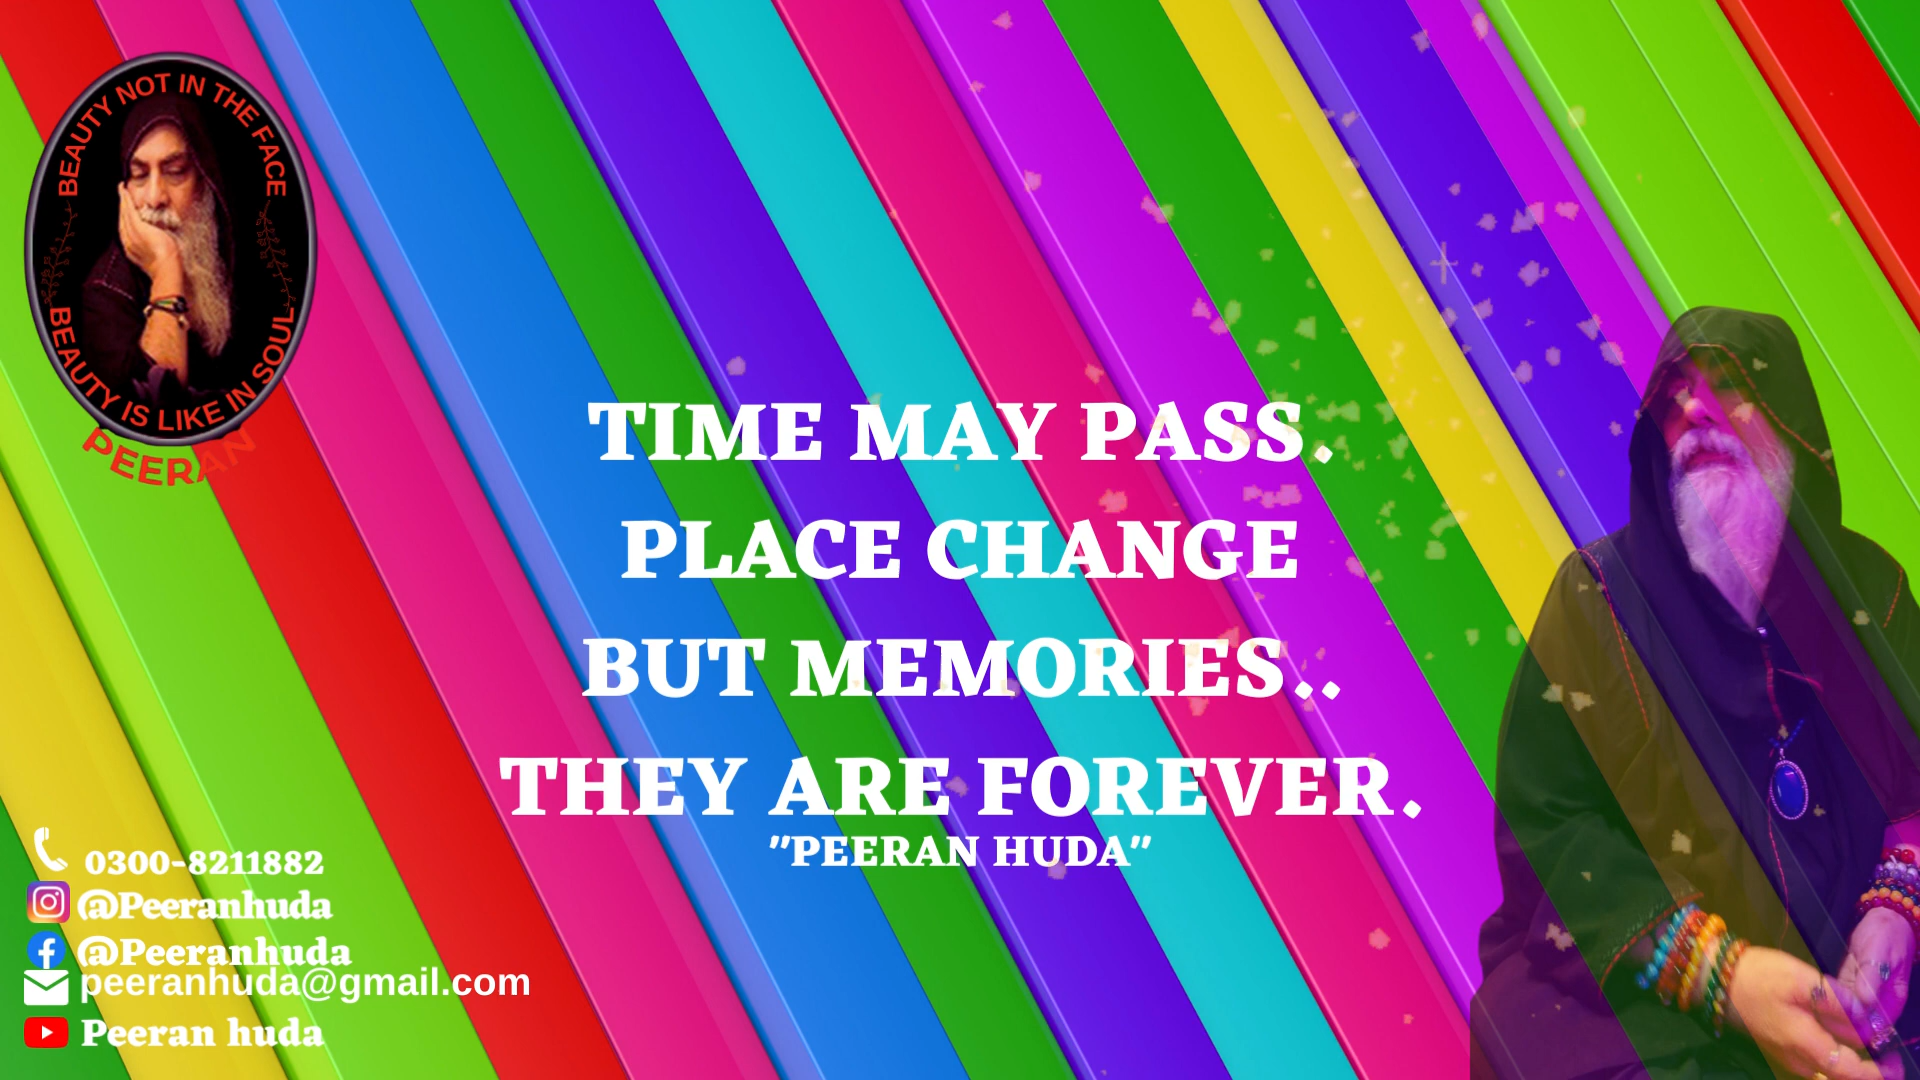 BEAUTY NOT IN THE FACE
BEAUTY IS LIKE IN SOUL
PEERAN
TIME MAY PASS.
PLACE CHANGE
BUT MEMORIES..
THEY ARE FOREVER.
"PEERAN HUDA"
0300-8211882
@Peeranhuda
@Peeranhuda
peeranhuda@gmail.com
Peeran huda